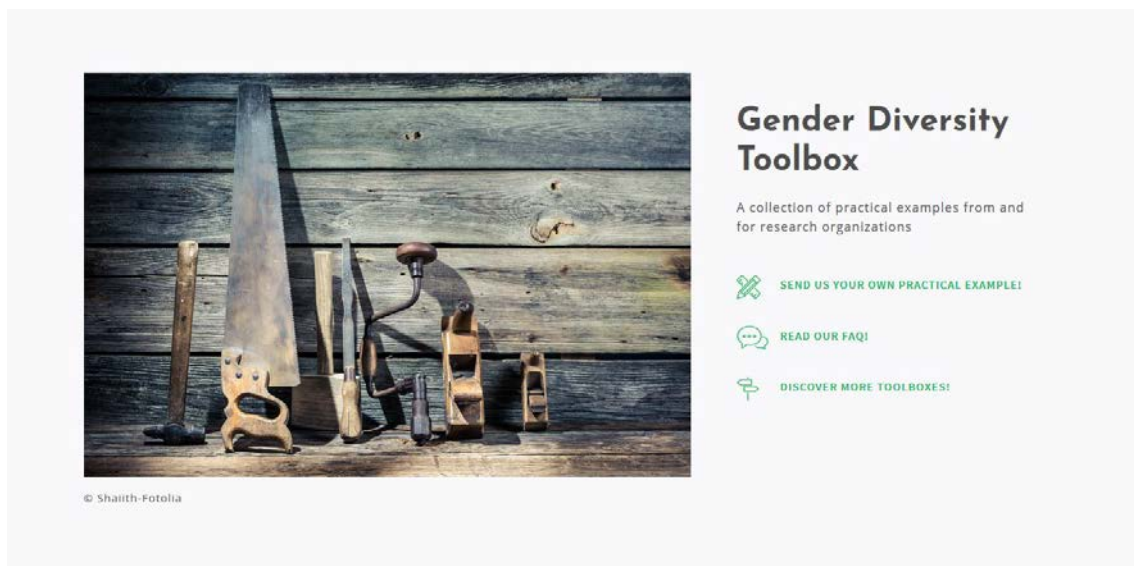 Gender Diversity
Toolbox
A collection of practical examples from and
for research organizations
SEND US YOUR OWN PRACTICAL EXAMPLE!
READ OUR FAQ!
DISCOVER MORE TOOLBOXES!
© Shaiith-Fotolia